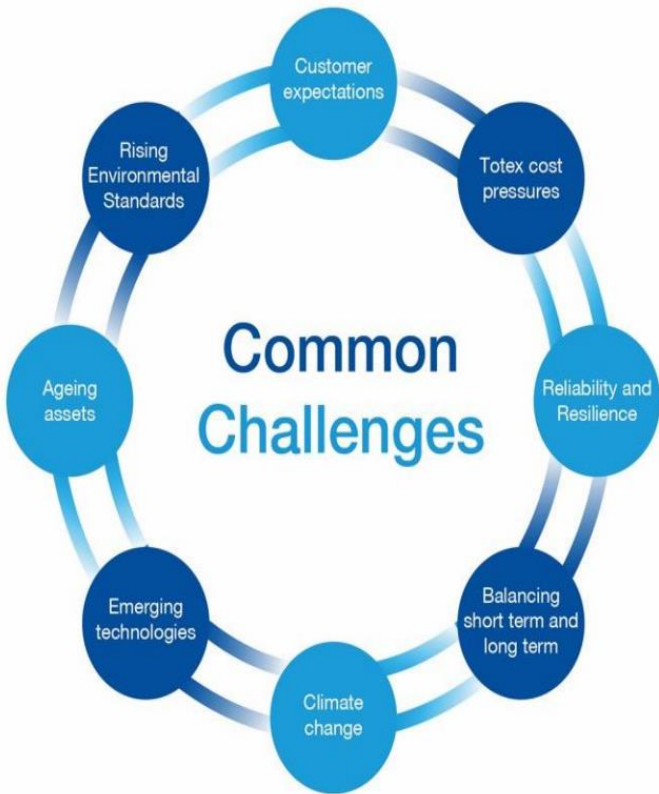 Common
Challenges
Customer
expectations
Totex cost
pressures
Reliability and
Resilience
Balancing
short term and
long term
Climate
change
Emerging
technologies
Ageing
assets
Rising
Environmental
Standards